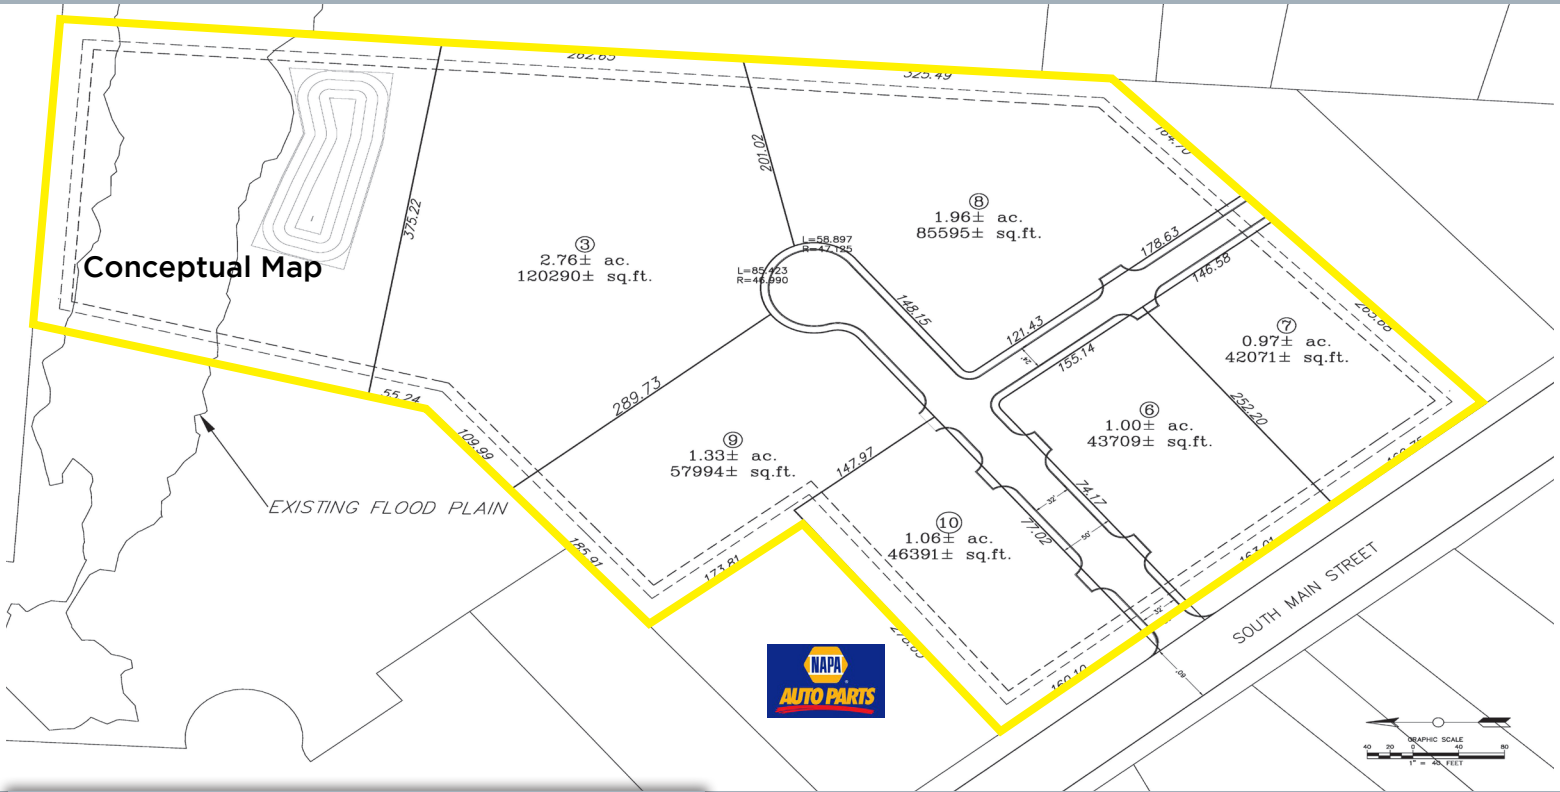 262.65
325.49
164.70
201.02
375.22
8
1.96± ac.
85595± sq.ft.
178.63
146.58
3
2.76± ac.
120290± sq.ft.
L=58.897
R=47.125
L=85.423
R=46.990
Conceptual Map
148.15
121.43
155.14
7
0.97± ac.
42071± sq.ft.
252.20
6
1.00± ac.
43709± sq.ft.
55.24
109.99
289.73
9
1.33± ac.
57994± sq.ft.
147.97
EXISTING FLOOD PLAIN
74.17
77.02
32'
50'
10
1.06± ac.
46391± sq.ft.
185.91
173.81
163.01
SOUTH MAIN STREET
32'
160.10
NAPA
AUTO PARTS
GRAPHIC SCALE
40 20 0 40 80
1" = 40 FEET